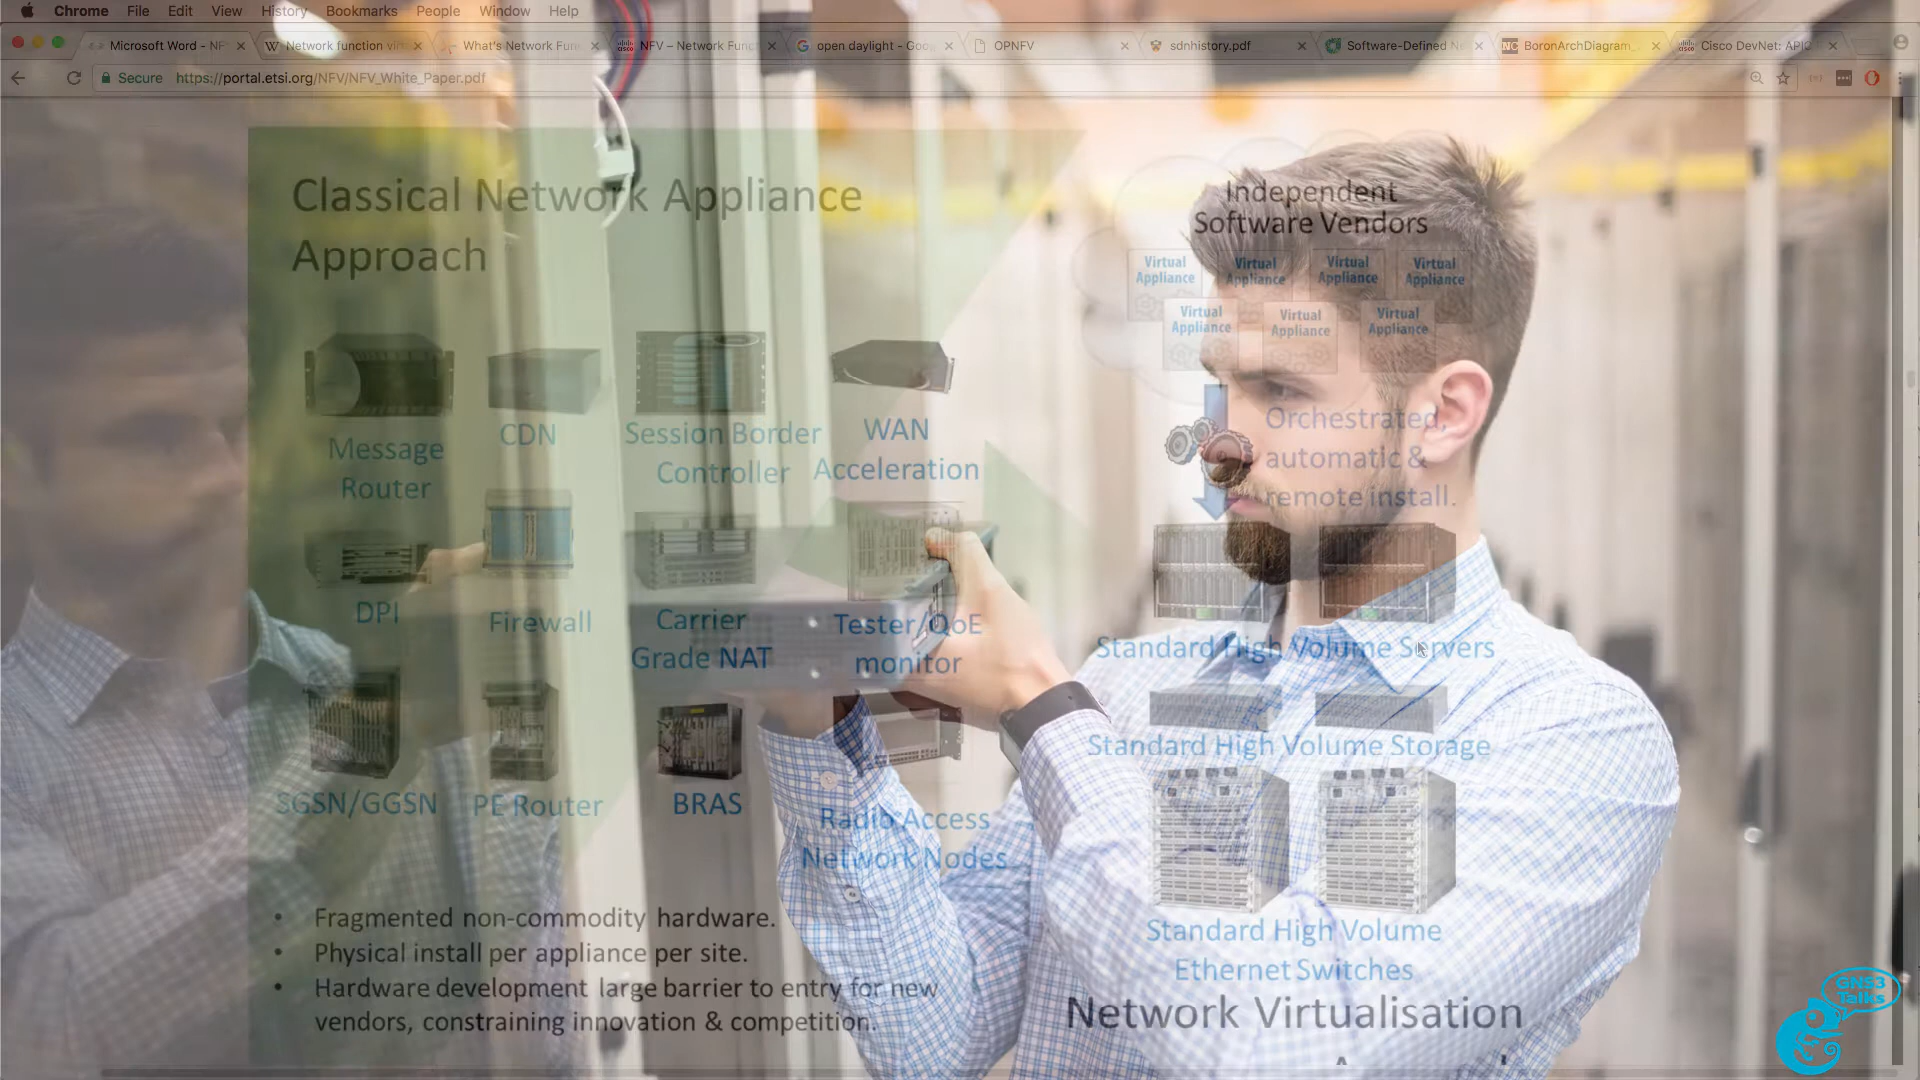 Chrome File Edit View History Bookmarks People Window Help
Microsoft Word - NF
Network function virtu
What's Network Fun
NFV – Network Func
open daylight - Goo
OPNFV
sdnhistory.pdf
Software-Defined N
BoronArchDiagram_
Cisco DevNet: APIC
Secure https://portal.etsi.org/NFV/NFV_White_Paper.pdf
Classical Network Appliance
Approach
Message
Router
CDN
Session Border
Controller
WAN
Acceleration
DPI
Firewall
Carrier
Grade NAT
Tester/QoE
monitor
SGSN/GGSN
PE Router
BRAS
Radio Access
Network Nodes
• Fragmented non-commodity hardware.
• Physical install per appliance per site.
• Hardware development large barrier to entry for new
vendors, constraining innovation & competition.
Independent
Software Vendors
Virtual
Appliance
Virtual
Appliance
Virtual
Appliance
Virtual
Appliance
Virtual
Appliance
Virtual
Appliance
Virtual
Appliance
Orchestrated,
automatic &
remote install.
Standard High Volume Servers
Standard High Volume Storage
Standard High Volume
Ethernet Switches
Network Virtualisation
GNS3
Talks